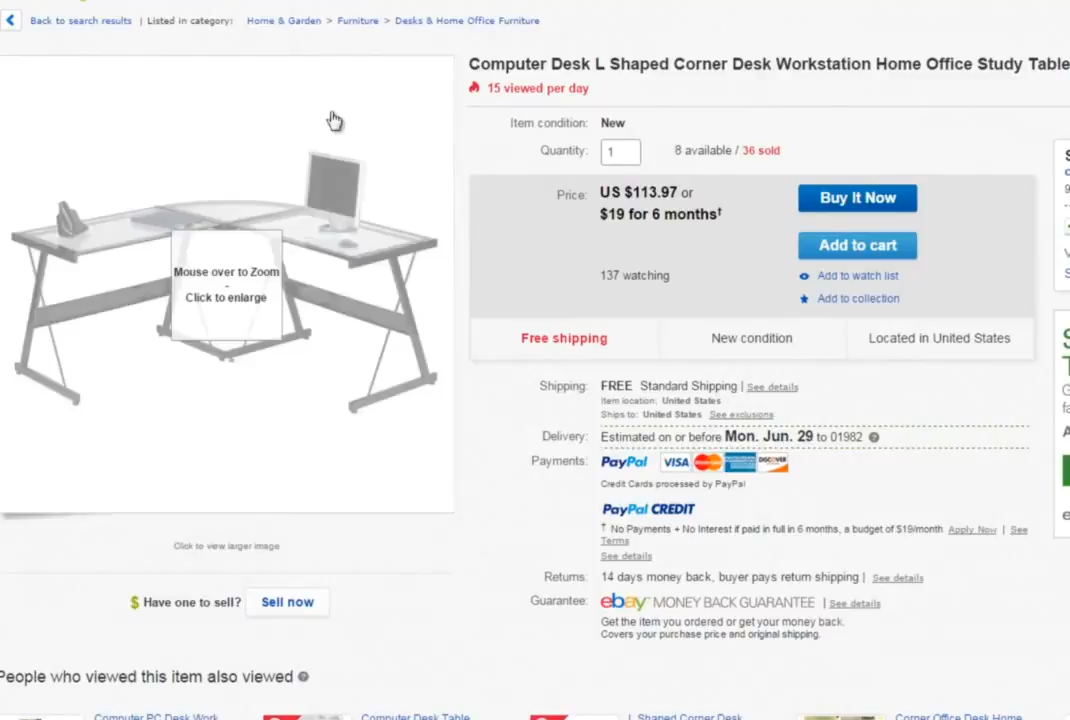 Back to search results | Listed in category: Home & Garden > Furniture > Desks & Home Office Furniture
Computer Desk L Shaped Corner Desk Workstation Home Office Study Table
15 viewed per day
Item condition: New
Quantity: 1 8 available / 36 sold
Price: US $113.97 or
$19 for 6 months†
Buy It Now
Add to cart
137 watching
Add to watch list
Add to collection
Mouse over to Zoom
-
Click to enlarge
Free shipping New condition Located in United States
Shipping: FREE Standard Shipping | See details
Item location: United States
Ships to: United States See exclusions
Delivery: Estimated on or before Mon. Jun. 29 to 01982
Payments: PayPal VISA MasterCard AMERICAN EXPRESS DISCOVER
Credit Cards processed by PayPal
PayPal CREDIT
† No Payments + No Interest if paid in full in 6 months, a budget of $19/month Apply Now | See
Terms
See details
Returns: 14 days money back, buyer pays return shipping | See details
Guarantee: ebay MONEY BACK GUARANTEE | See details
Get the item you ordered or get your money back.
Covers your purchase price and original shipping.
Click to view larger image
$ Have one to sell? Sell now
People who viewed this item also viewed
Computer PC Desk Work
Computer Desk Table
L Shaped Corner Desk
Corner Office Desk Home